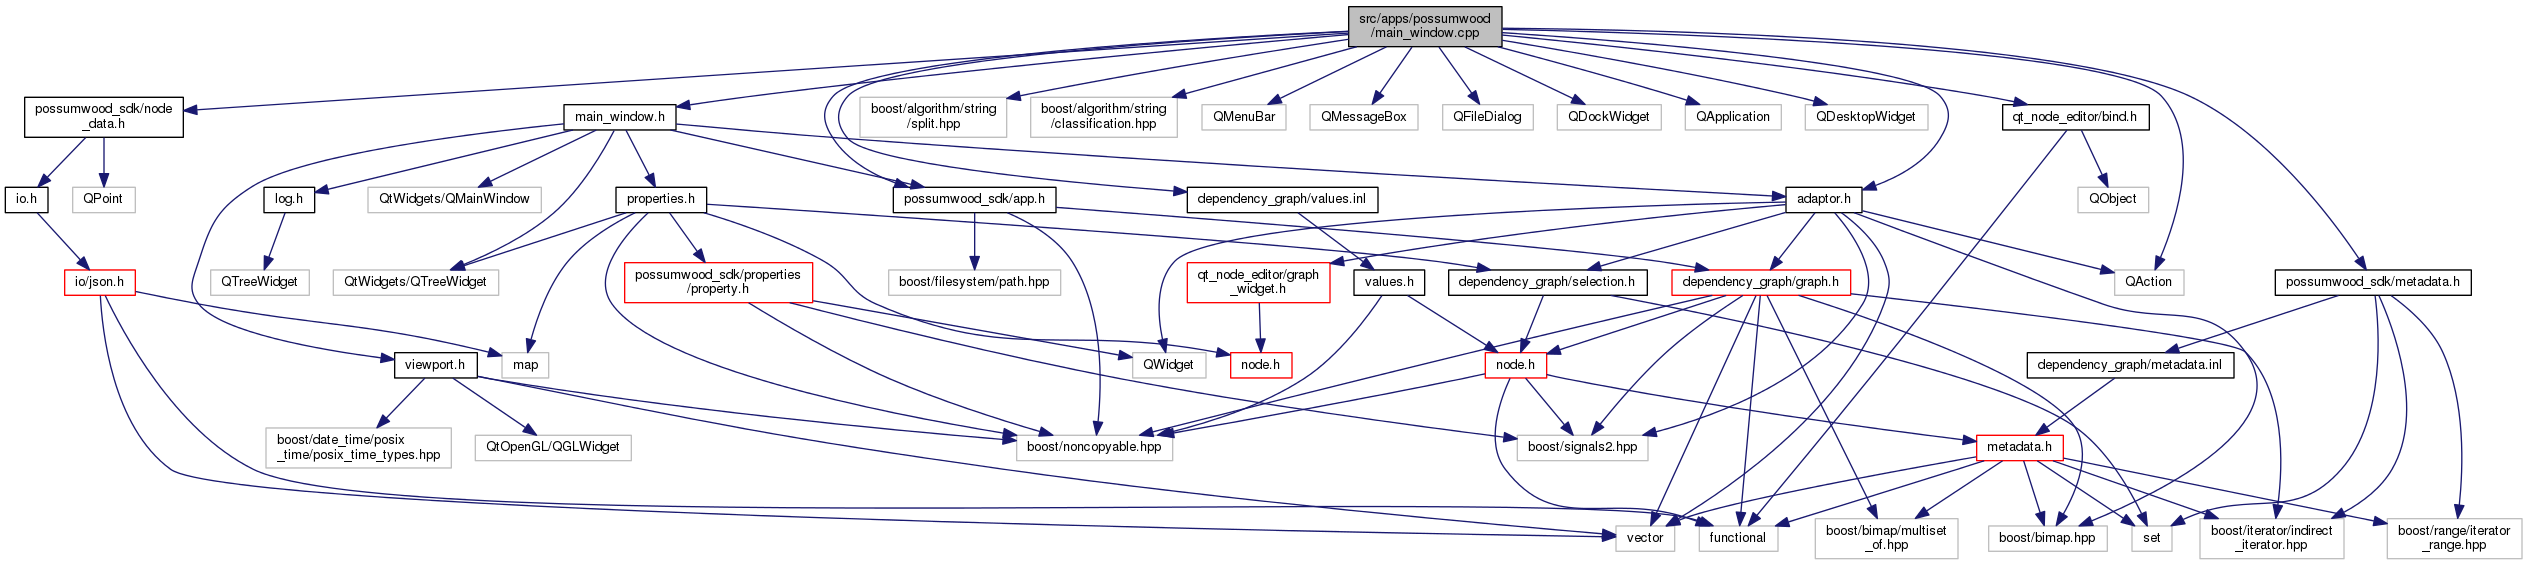 src/apps/possumwood
/main_window.cpp
possumwood_sdk/node
_data.h
main_window.h
boost/algorithm/string
/split.hpp
boost/algorithm/string
/classification.hpp
QMenuBar
QMessageBox
QFileDialog
QDockWidget
QApplication
QDesktopWidget
qt_node_editor/bind.h
io.h
QPoint
log.h
QtWidgets/QMainWindow
properties.h
possumwood_sdk/app.h
dependency_graph/values.inl
adaptor.h
QObject
io/json.h
QTreeWidget
QtWidgets/QTreeWidget
possumwood_sdk/properties
/property.h
boost/filesystem/path.hpp
qt_node_editor/graph
_widget.h
values.h
dependency_graph/selection.h
dependency_graph/graph.h
QAction
possumwood_sdk/metadata.h
viewport.h
map
QWidget
node.h
node.h
dependency_graph/metadata.inl
boost/date_time/posix
_time/posix_time_types.hpp
QtOpenGL/QGLWidget
boost/noncopyable.hpp
boost/signals2.hpp
metadata.h
vector
functional
boost/bimap/multiset
_of.hpp
boost/bimap.hpp
set
boost/iterator/indirect
_iterator.hpp
boost/range/iterator
_range.hpp